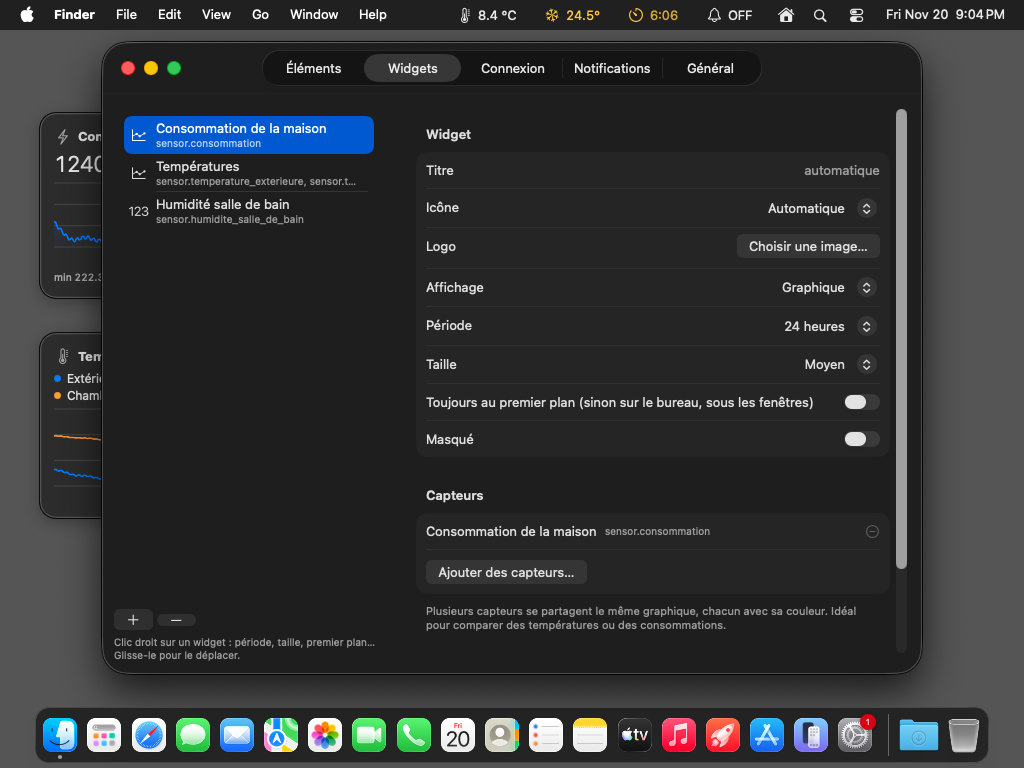 Finder File Edit View Go Window Help 8.4 °C 24.5° 6:06 OFF Fri Nov 20 9:04 PM
Éléments Widgets Connexion Notifications Général
Con
1240
min 222.3
Tem
Extérie
Cham
Consommation de la maison
sensor.consommation
Températures
sensor.temperature_exterieure, sensor.t...
123 Humidité salle de bain
sensor.humidite_salle_de_bain
+ −
Clic droit sur un widget : période, taille, premier plan...
Glisse-le pour le déplacer.
Widget
Titre automatique
Icône Automatique
Logo Choisir une image...
Affichage Graphique
Période 24 heures
Taille Moyen
Toujours au premier plan (sinon sur le bureau, sous les fenêtres)
Masqué
Capteurs
Consommation de la maison sensor.consommation
Ajouter des capteurs...
Plusieurs capteurs se partagent le même graphique, chacun avec sa couleur. Idéal
pour comparer des températures ou des consommations.
Fri
20
tv
1